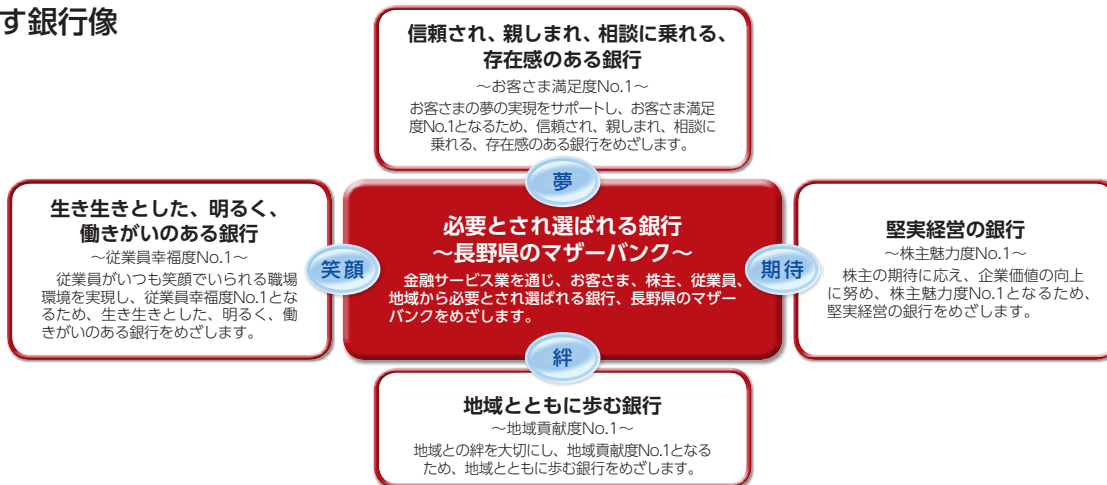 す銀行像
信頼され、親しまれ、相談に乗れる、
存在感のある銀行
～お客さま満足度No.1～
お客さまの夢の実現をサポートし、お客さま満足
度No.1となるため、信頼され、親しまれ、相談に
乗れる、存在感のある銀行をめざします。
夢
生き生きとした、明るく、
働きがいのある銀行
～従業員幸福度No.1～
従業員がいつも笑顔でいられる職場
環境を実現し、従業員幸福度No.1とな
るため、生き生きとした、明るく、働
きがいのある銀行をめざします。
笑顔
必要とされ選ばれる銀行
～長野県のマザーバンク～
金融サービス業を通じ、お客さま、株主、従業員、
地域から必要とされ選ばれる銀行、長野県のマザー
バンクをめざします。
期待
堅実経営の銀行
～株主魅力度No.1～
株主の期待に応え、企業価値の向上
に努め、株主魅力度No.1となるため、
堅実経営の銀行をめざします。
絆
地域とともに歩む銀行
～地域貢献度No.1～
地域との絆を大切にし、地域貢献度No.1となる
ため、地域とともに歩む銀行をめざします。